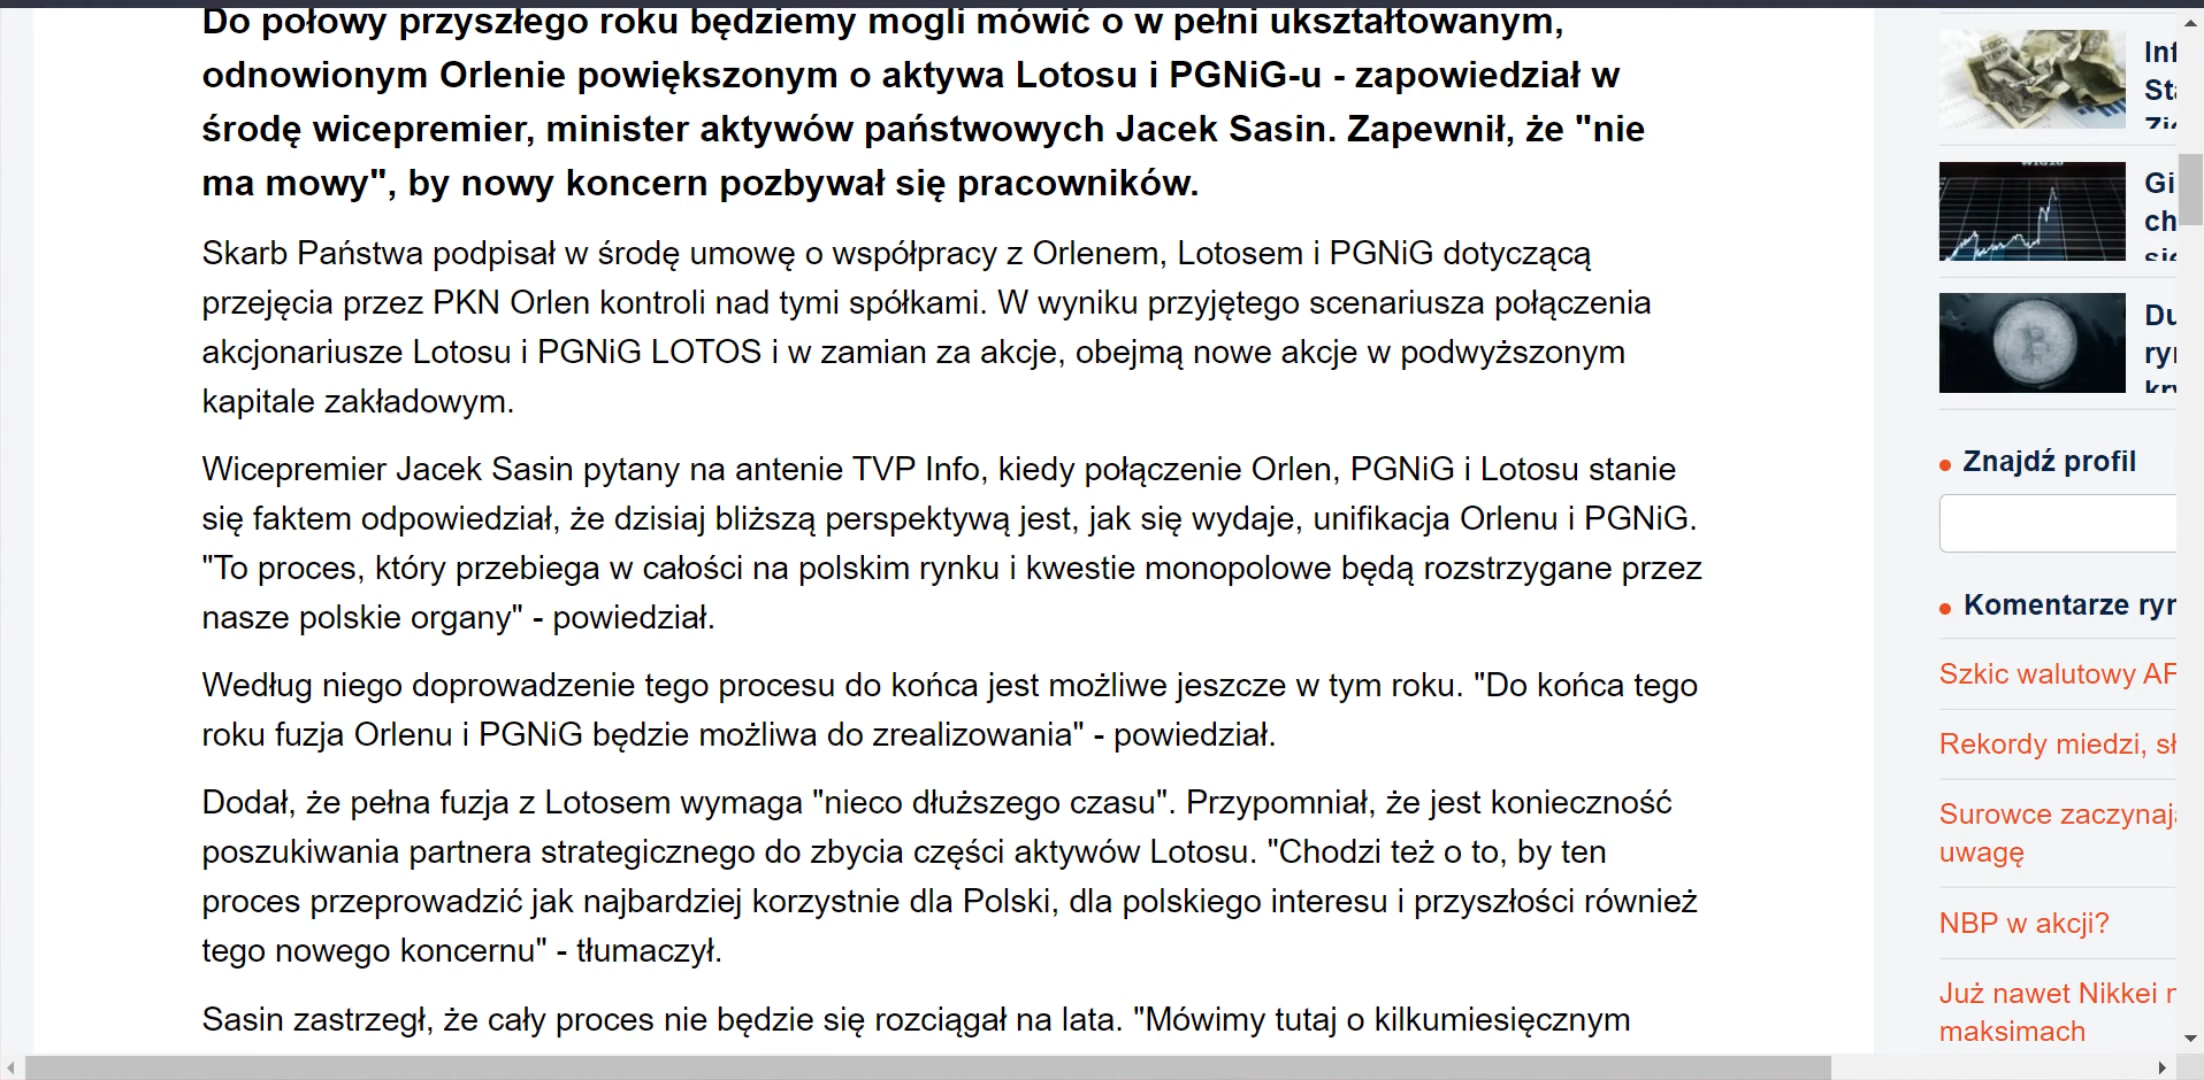 Do połowy przyszłego roku będziemy mogli mówić o w pełni ukształtowanym,
odnowionym Orlenie powiększonym o aktywa Lotosu i PGNiG-u - zapowiedział w
środę wicepremier, minister aktywów państwowych Jacek Sasin. Zapewnił, że "nie
ma mowy", by nowy koncern pozbywał się pracowników.
Skarb Państwa podpisał w środę umowę o współpracy z Orlenem, Lotosem i PGNiG dotyczącą
przejęcia przez PKN Orlen kontroli nad tymi spółkami. W wyniku przyjętego scenariusza połączenia
akcjonariusze Lotosu i PGNiG LOTOS i w zamian za akcje, obejmą nowe akcje w podwyższonym
kapitale zakładowym.
Wicepremier Jacek Sasin pytany na antenie TVP Info, kiedy połączenie Orlen, PGNiG i Lotosu stanie
się faktem odpowiedział, że dzisiaj bliższą perspektywą jest, jak się wydaje, unifikacja Orlenu i PGNiG.
"To proces, który przebiega w całości na polskim rynku i kwestie monopolowe będą rozstrzygane przez
nasze polskie organy" - powiedział.
Według niego doprowadzenie tego procesu do końca jest możliwe jeszcze w tym roku. "Do końca tego
roku fuzja Orlenu i PGNiG będzie możliwa do zrealizowania" - powiedział.
Dodał, że pełna fuzja z Lotosem wymaga "nieco dłuższego czasu". Przypomniał, że jest konieczność
poszukiwania partnera strategicznego do zbycia części aktywów Lotosu. "Chodzi też o to, by ten
proces przeprowadzić jak najbardziej korzystnie dla Polski, dla polskiego interesu i przyszłości również
tego nowego koncernu" - tłumaczył.
Sasin zastrzegł, że cały proces nie będzie się rozciągał na lata. "Mówimy tutaj o kilkumiesięcznym
WIG20
Gi
ch
Znajdź profil
Komentarze
Szkic walutowy
Rekordy miedzi,
Surowce
uwagę
NBP w akcji?
Już nawet Nikkei
maksimach